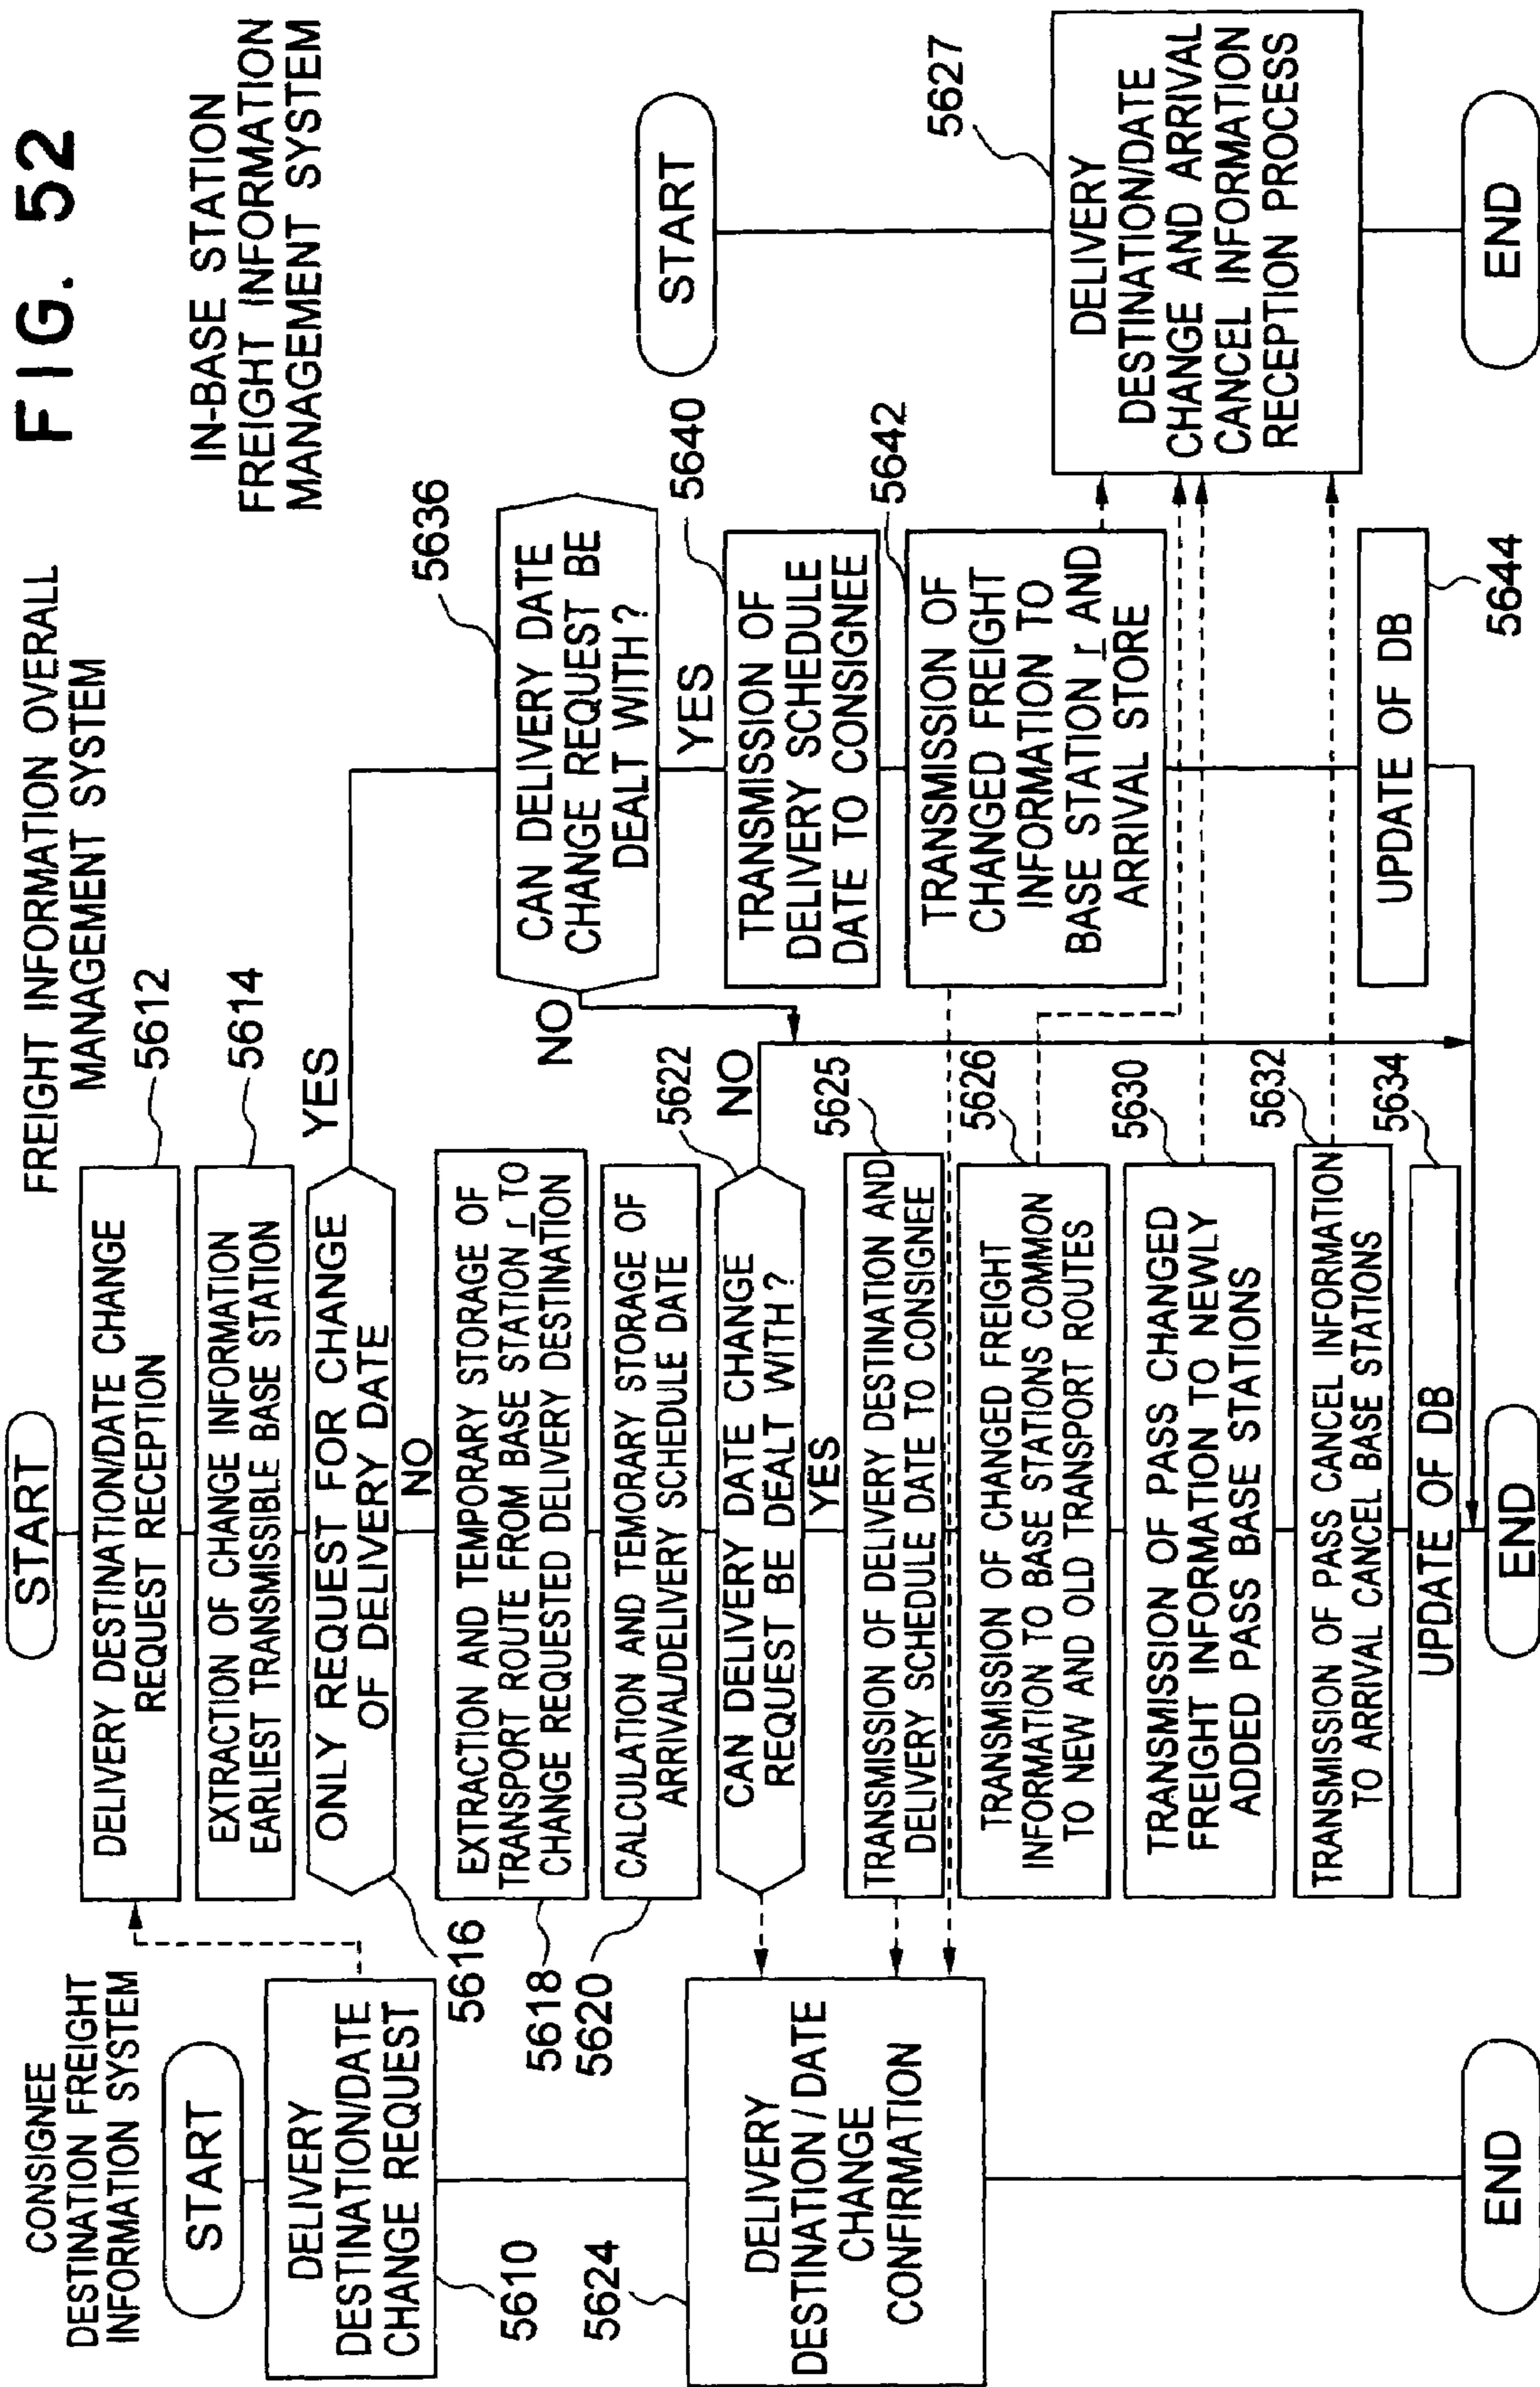 FIG. 52
CONSIGNEE
DESTINATION FREIGHT
INFORMATION SYSTEM
START
DELIVERY
DESTINATION/DATE
CHANGE REQUEST
5610
5624
DELIVERY
DESTINATION / DATE
CHANGE
CONFIRMATION
END
FREIGHT INFORMATION OVERALL
MANAGEMENT SYSTEM
START
DELIVERY DESTINATION/DATE CHANGE
REQUEST RECEPTION
5612
EXTRACTION OF CHANGE INFORMATION
EARLIEST TRANSMISSIBLE BASE STATION
5614
ONLY REQUEST FOR CHANGE
OF DELIVERY DATE
YES
NO
5616
EXTRACTION AND TEMPORARY STORAGE OF
TRANSPORT ROUTE FROM BASE STATION r TO
CHANGE REQUESTED DELIVERY DESTINATION
5618
CALCULATION AND TEMORARY STORAGE OF
ARRIVAL/DELIVERY SCHEDULE DATE
5620
CAN DELIVERY DATE CHANGE
REQUEST BE DEALT WITH?
5622
NO
YES
TRANSMISSION OF DELIVERY DESTINATION AND
DELIVERY SCHEDULE DATE TO CONSIGNEE
5625
TRANSMISSION OF CHANGED FREIGHT
INFORMATION TO BASE STATIONS COMMON
TO NEW AND OLD TRANSPORT ROUTES
5626
TRANSMISSION OF PASS CHANGED
FREIGHT INFORMATION TO NEWLY
ADDED PASS BASE STATIONS
5630
TRANSMISSION OF PASS CANCEL INFORMATION
TO ARRIVAL CANCEL BASE STATIONS
5632
UPDATE OF DB
5634
END
CAN DELIVERY DATE
CHANGE REQUEST BE
DEALT WITH?
5636
NO
YES
TRANSMISSION OF
DELIVERY SCHEDULE
DATE TO CONSIGNEE
5640
TRANSMISSION OF
CHANGED FREIGHT
INFORMATION TO
BASE STATION r AND
ARRIVAL STORE
5642
UPDATE OF DB
5644
IN-BASE STATION
FREIGHT INFORMATION
MANAGEMENT SYSTEM
START
5627
DELIVERY
DESTINATION/DATE
CHANGE AND ARRIVAL
CANCEL INFORMATION
RECEPTION PROCESS
END